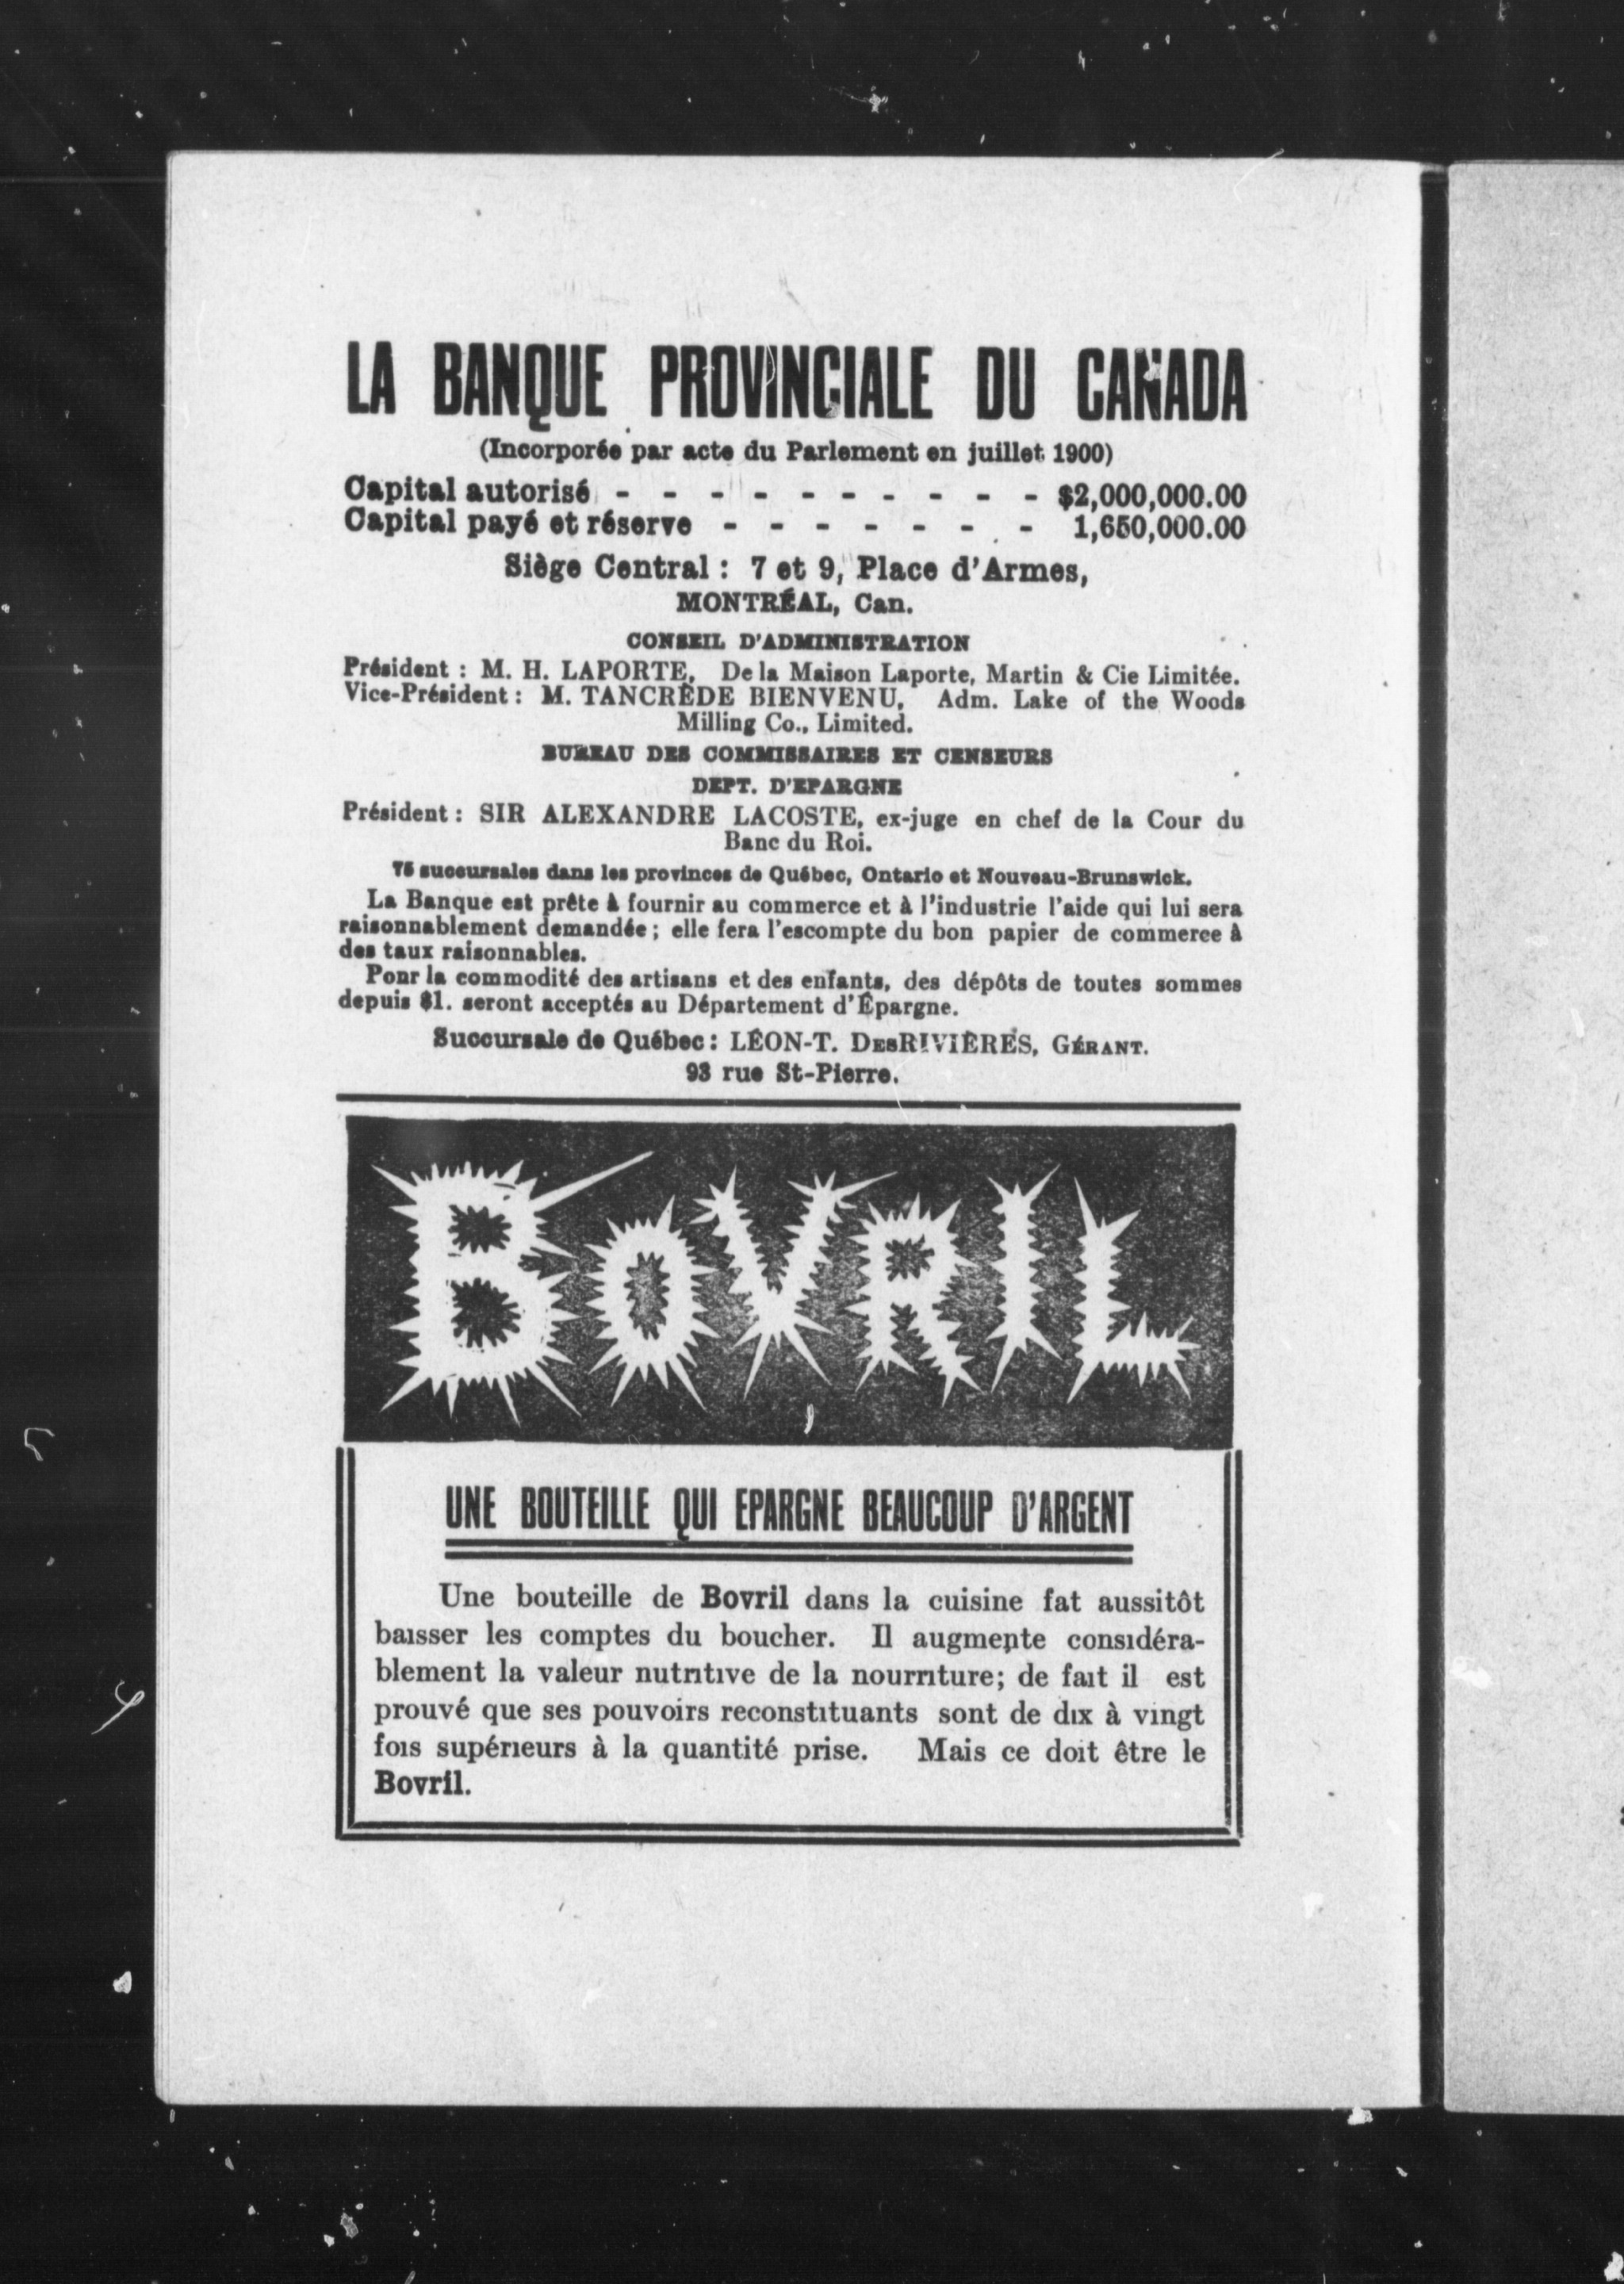 LA BANQUE PROVINCIALE DU CANADA
(Incorporée par acte du Parlement en juillet 1900)
Capital autorisé - - - - - - - - - - $2,000,000.00
Capital payé et réserve - - - - - - - 1,650,000.00
Siège Central : 7 et 9, Place d'Armes,
MONTRÉAL, Can.
CONSEIL D'ADMINISTRATION
Président : M. H. LAPORTE, De la Maison Laporte, Martin & Cie Limitée.
Vice-Président : M. TANCRÈDE BIENVENU, Adm. Lake of the Woods
Milling Co., Limited.
BUREAU DES COMMISSAIRES ET CENSEURS
DEPT. D'EPARGNE
Président : SIR ALEXANDRE LACOSTE, ex-juge en chef de la Cour du
Banc du Roi.
75 succursales dans les provinces de Québec, Ontario et Nouveau-Brunswick.
La Banque est prête à fournir au commerce et à l'industrie l'aide qui lui sera
raisonnablement demandée ; elle fera l'escompte du bon papier de commerce à
des taux raisonnables.
Ponr la commodité des artisans et des enfants, des dépôts de toutes sommes
depuis $1. seront acceptés au Département d'Épargne.
Succursale de Québec : LÉON-T. DESRIVIÈRES, GÉRANT.
93 rue St-Pierre.
BOVRIL
UNE BOUTEILLE QUI EPARGNE BEAUCOUP D'ARGENT
Une bouteille de Bovril dans la cuisine fat aussitôt
baisser les comptes du boucher. Il augmente considéra-
blement la valeur nutritive de la nourriture; de fait il est
prouvé que ses pouvoirs reconstituants sont de dix à vingt
fois supérieurs à la quantité prise. Mais ce doit être le
Bovril.